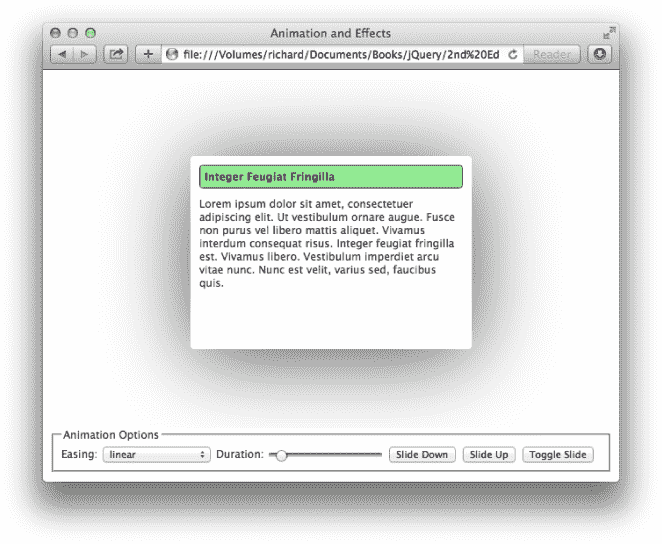 Animation and Effects
file:///Volumes/richard/Documents/Books/jQuery/2nd%20Ed
Reader
Integer Feugiat Fringilla
Lorem ipsum dolor sit amet, consectetuer
adipiscing elit. Ut vestibulum ornare augue. Fusce
non purus vel libero mattis aliquet. Vivamus
interdum consequat risus. Integer feugiat fringilla
est. Vivamus libero. Vestibulum imperdiet arcu
vitae nunc. Nunc est velit, varius sed, faucibus
quis.
Animation Options
Easing: linear Duration: Slide Down Slide Up Toggle Slide